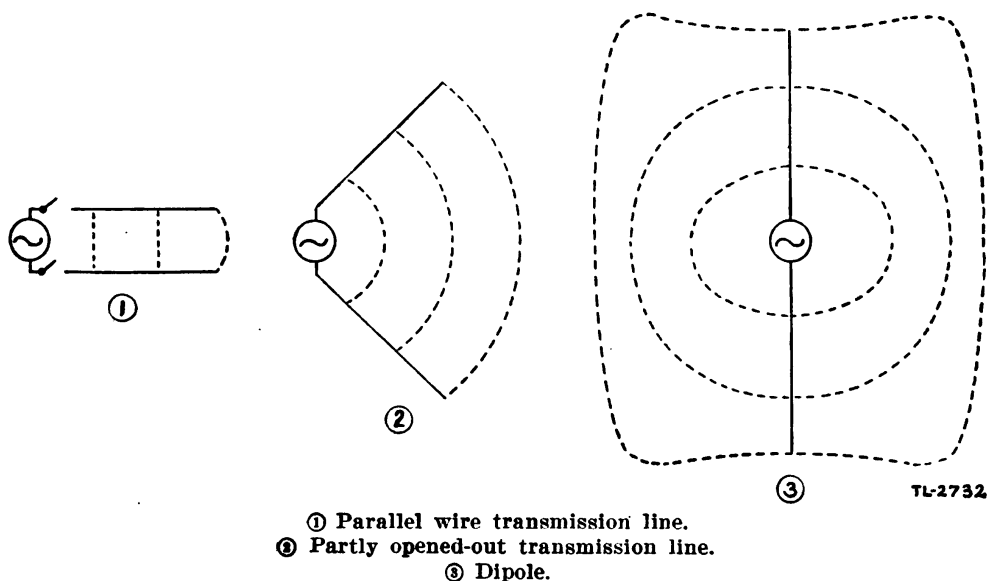 ①
②
③
TL-2732
① Parallel wire transmission line.
② Partly opened-out transmission line.
③ Dipole.